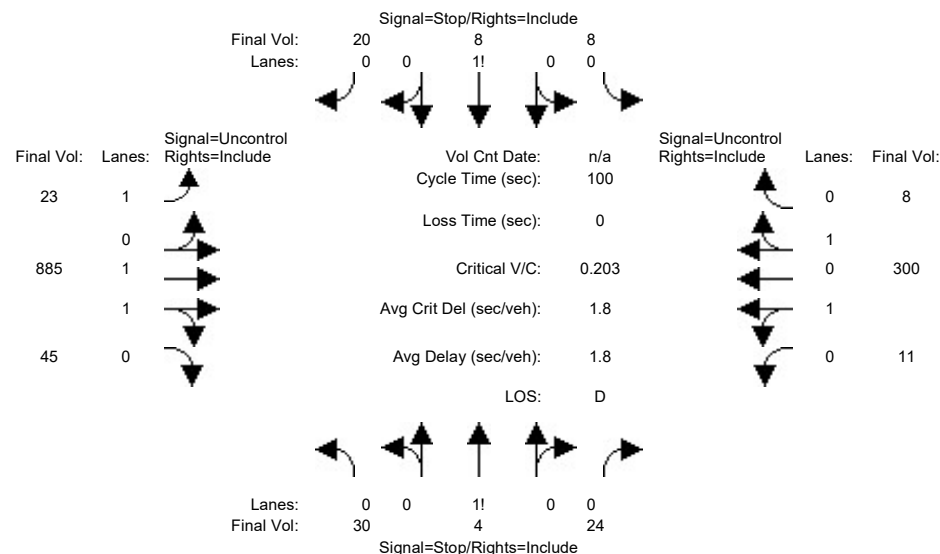 Signal=Stop/Rights=Include
Final Vol: 20 8 8
Lanes: 0 0 1! 0 0
Signal=Uncontrol
Final Vol: Lanes: Rights=Include
Vol Cnt Date: n/a
Signal=Uncontrol
Rights=Include Lanes: Final Vol:
Cycle Time (sec): 100
23 1
0 8
Loss Time (sec): 0
0
1
885 1
Critical V/C: 0.203
0 300
1
Avg Crit Del (sec/veh): 1.8
1
45 0
Avg Delay (sec/veh): 1.8
0 11
LOS: D
Lanes: 0 0 1! 0 0
Final Vol: 30 4 24
Signal=Stop/Rights=Include